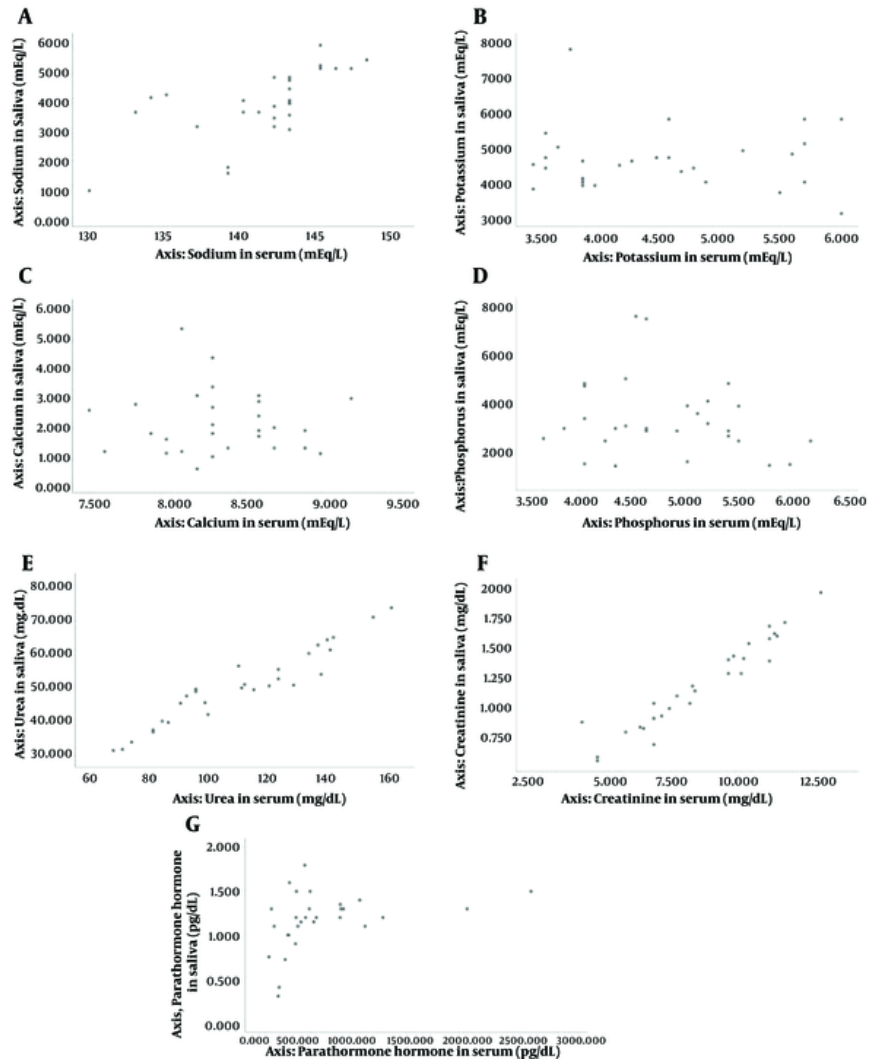 A
Axis: Sodium in Saliva (mEq/L)
6000
5000
4000
3000
2000
1000
0.000
130 135 140 145 150
Axis: Sodium in serum (mEq/L)
B
Axis: Potassium in saliva (mEq/L)
8000
7000
6000
5000
4000
3000
3.500 4.000 4.500 5.000 5.500 6.000
Axis: Potassium in serum (mEq/L)
C
Axis: Calcium in saliva (mEq/L)
6.000
5.000
4.000
3.000
2.000
1.000
0.000
7.500 8.000 8.500 9.000 9.500
Axis: Calcium in serum (mEq/L)
D
Axis:Phosphorus in saliva (mEq/L)
8000
6000
4000
2000
3.500 4.000 4.500 5.000 5.500 6.000 6.500
Axis: Phosphorus in serum (mEq/L)
E
Axis: Urea in saliva (mg.dL)
80.000
70.000
60.000
50.000
40.000
30.000
60 80 100 120 140 160
Axis: Urea in serum (mg/dL)
F
Axis: Creatinine in saliva (mg/dL)
2000
1.750
1.500
1.250
1.000
0.750
2.500 5.000 7.500 10.000 12.500
Axis: Creatinine in serum (mg/dL)
G
Axis, Parathormone hormone
in saliva (pg/dL)
2.000
1.500
1.000
0.500
0.000
0.000 500.000 1000.000 1500.000 2000.000 2500.000 3000.000
Axis: Parathormone hormone in serum (pg/dL)